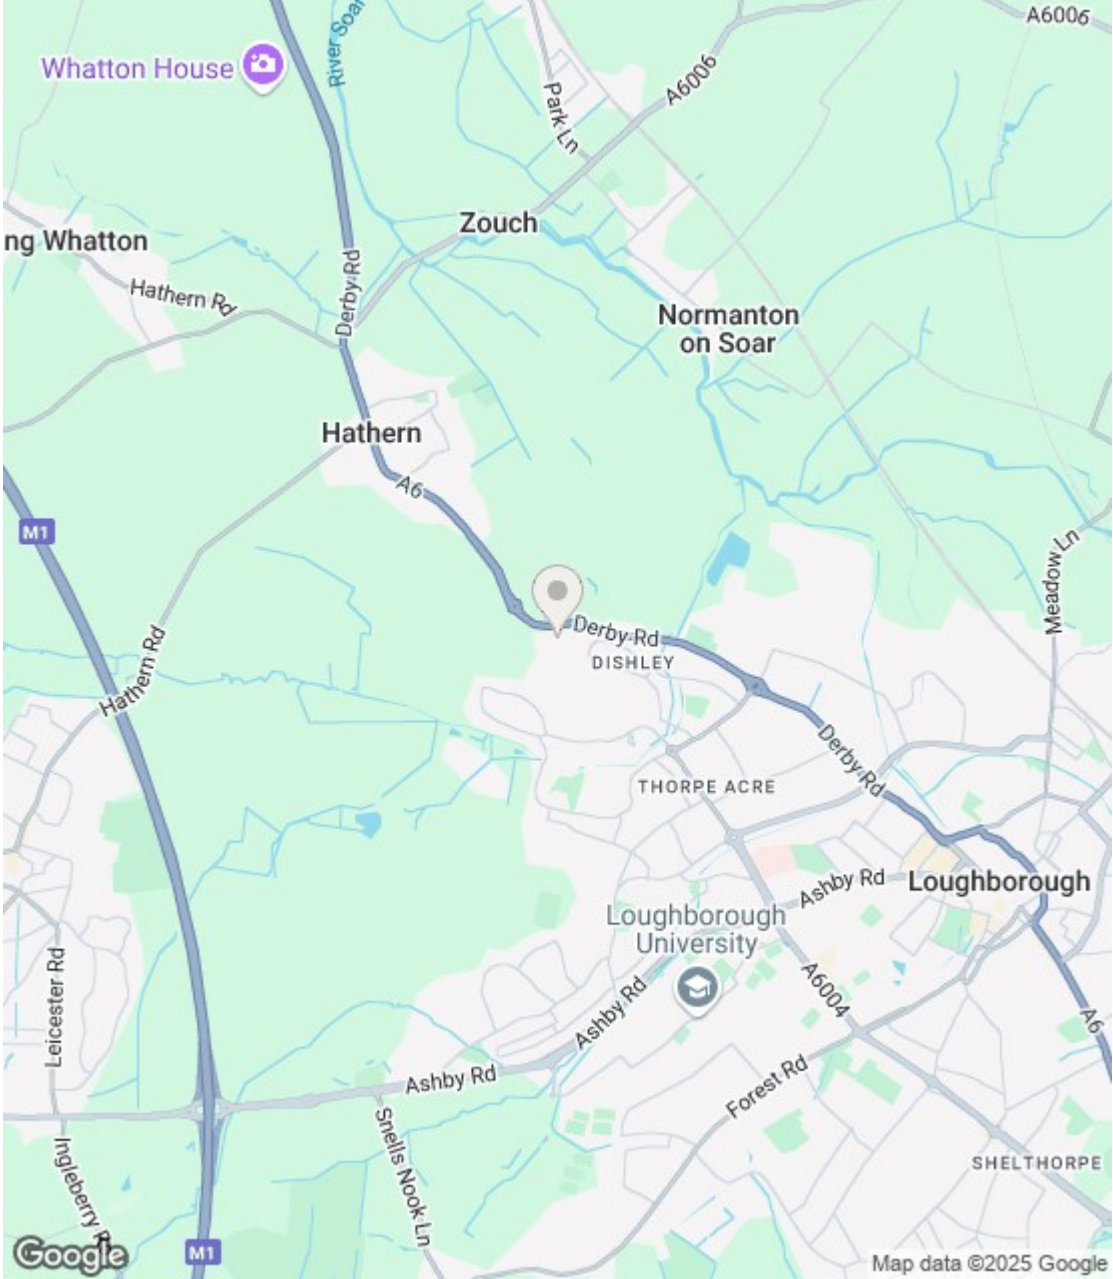 A6006
River Soar
Whatton House
A6006
Park Ln
Zouch
ng Whatton
Derby Rd
Hathern Rd
Normanton
on Soar
Hathern
A6
M1
Meadow Ln
Derby Rd
DISHLEY
Hathern Rd
Derby Rd
THORPE ACRE
Ashby Rd
Loughborough
Loughborough
University
Leicester Rd
A6004
Ashby Rd
A6
Ashby Rd
Forest Rd
Snells Nook Ln
Ingleberry R
SHELTHORPE
Google
M1
Map data ©2025 Google